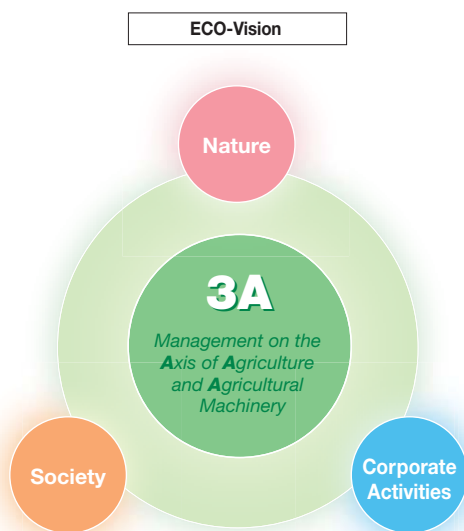 ECO-Vision
Nature
3A
Management on the
Axis of Agriculture
and Agricultural
Machinery
Society
Corporate
Activities